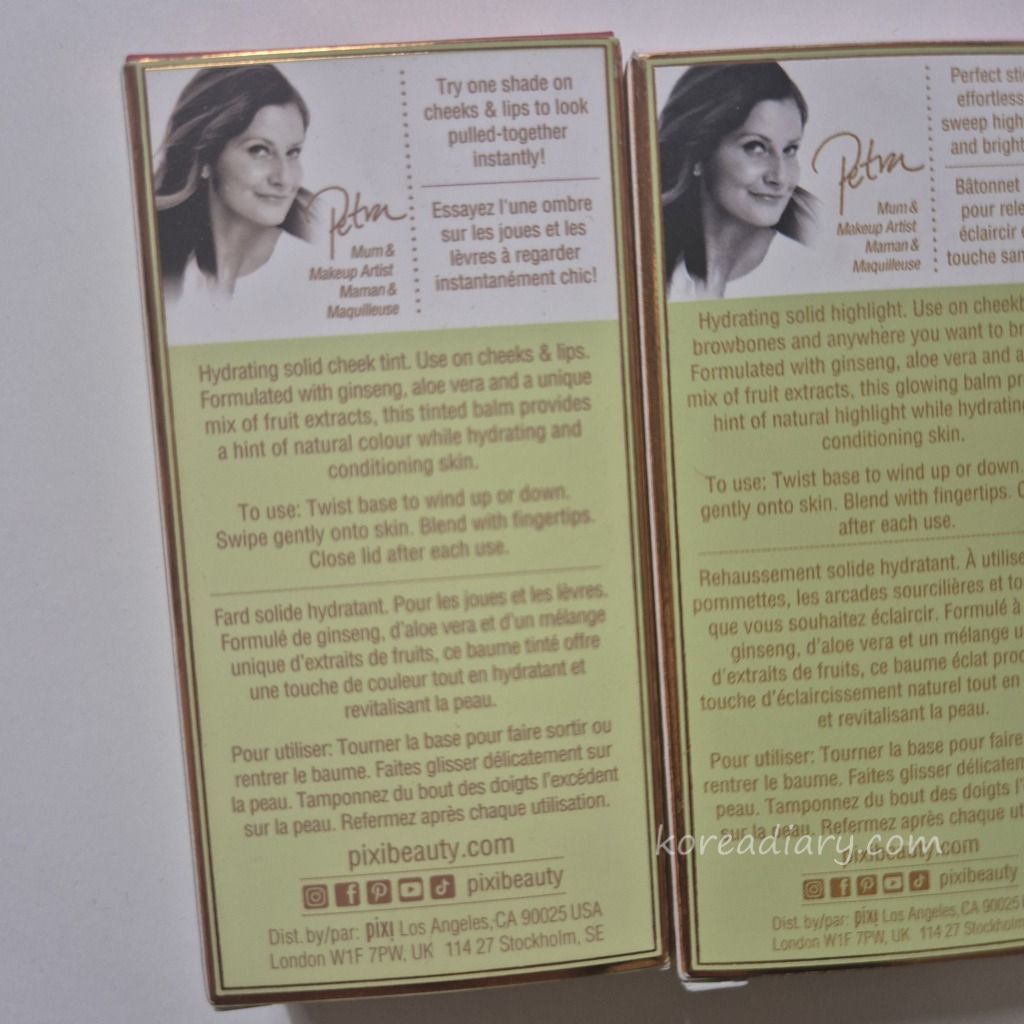 Try one shade on
cheeks & lips to look
pulled-together
instantly!
Essayez l'une ombre
sur les joues et les
lèvres à regarder
instantanément chic!
Petra
Mum &
Makeup Artist
Maman &
Maquilleuse
Hydrating solid cheek tint. Use on cheeks & lips.
Formulated with ginseng, aloe vera and a unique
mix of fruit extracts, this tinted balm provides
a hint of natural colour while hydrating and
conditioning skin.
To use: Twist base to wind up or down.
Swipe gently onto skin. Blend with fingertips.
Close lid after each use.
Fard solide hydratant. Pour les joues et les lèvres.
Formulé de ginseng, d'aloe vera et d'un mélange
unique d'extraits de fruits, ce baume tinté offre
une touche de couleur tout en hydratant et
revitalisant la peau.
Pour utiliser: Tourner la base pour faire sortir ou
rentrer le baume. Faites glisser délicatement sur
la peau. Tamponnez du bout des doigts l'excédent
sur la peau. Refermez après chaque utilisation.
pixibeauty.com
pixibeauty
Dist. by/par: pixi Los Angeles, CA 90025 USA
London W1F 7PW, UK 114 27 Stockholm, SE
Perfect
effortless
sweep
and
Bâtonnet
pour
éclaircir
touche
Petra
Mum &
Makeup Artist
Maman &
Maquilleuse
Hydrating solid highlight. Use on
browbones and anywhere you want to
Formulated with ginseng, aloe vera and
mix of fruit extracts, this glowing balm
hint of natural highlight while
conditioning skin.
To use: Twist base to wind up or down.
gently onto skin. Blend with fingertips.
after each use.
Rehaussement solide hydratant. À
pommettes, les arcades sourcilières et
que vous souhaitez éclaircir. Formulé
ginseng, d'aloe vera et un mélange
d'extraits de fruits, ce baume éclat
touche d'éclaircissement naturel tout en
et revitalisant la peau.
Pour utiliser: Tourner la base pour faire
rentrer le baume. Faites glisser
peau. Tamponnez du bout des doigts
sur la peau. Refermez après chaque
koreadiary.com
pixibeauty.com
pixibeauty
Dist. by/par: pixi Los Angeles, CA 90025
London W1F 7PW, UK 114 27